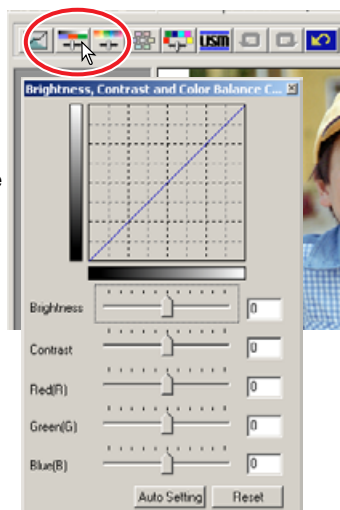 USM
Brightness, Contrast and Color Balance C...
e
Brightness 0
Contrast 0
Red(R) 0
Green(G) 0
Blue(B) 0
Auto Setting Reset